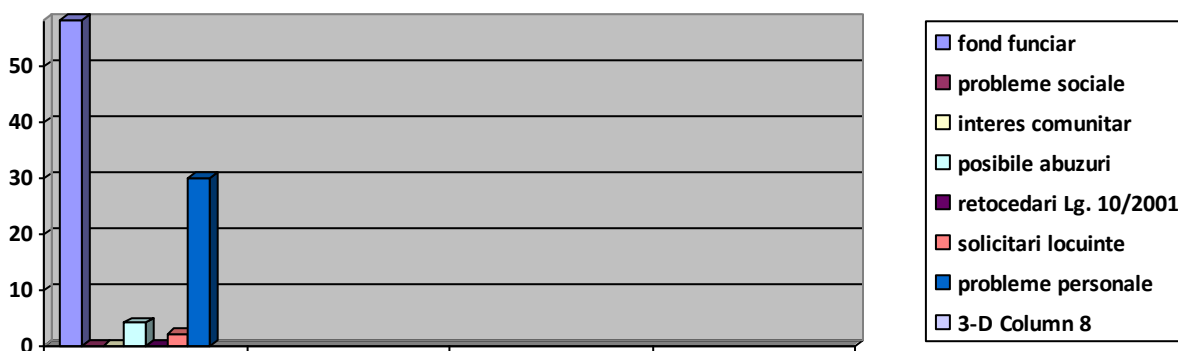 50
40
30
20
10
0
fond funciar
probleme sociale
interes comunitar
posibile abuzuri
retocedari Lg. 10/2001
solicitari locuinte
probleme personale
3-D Column 8